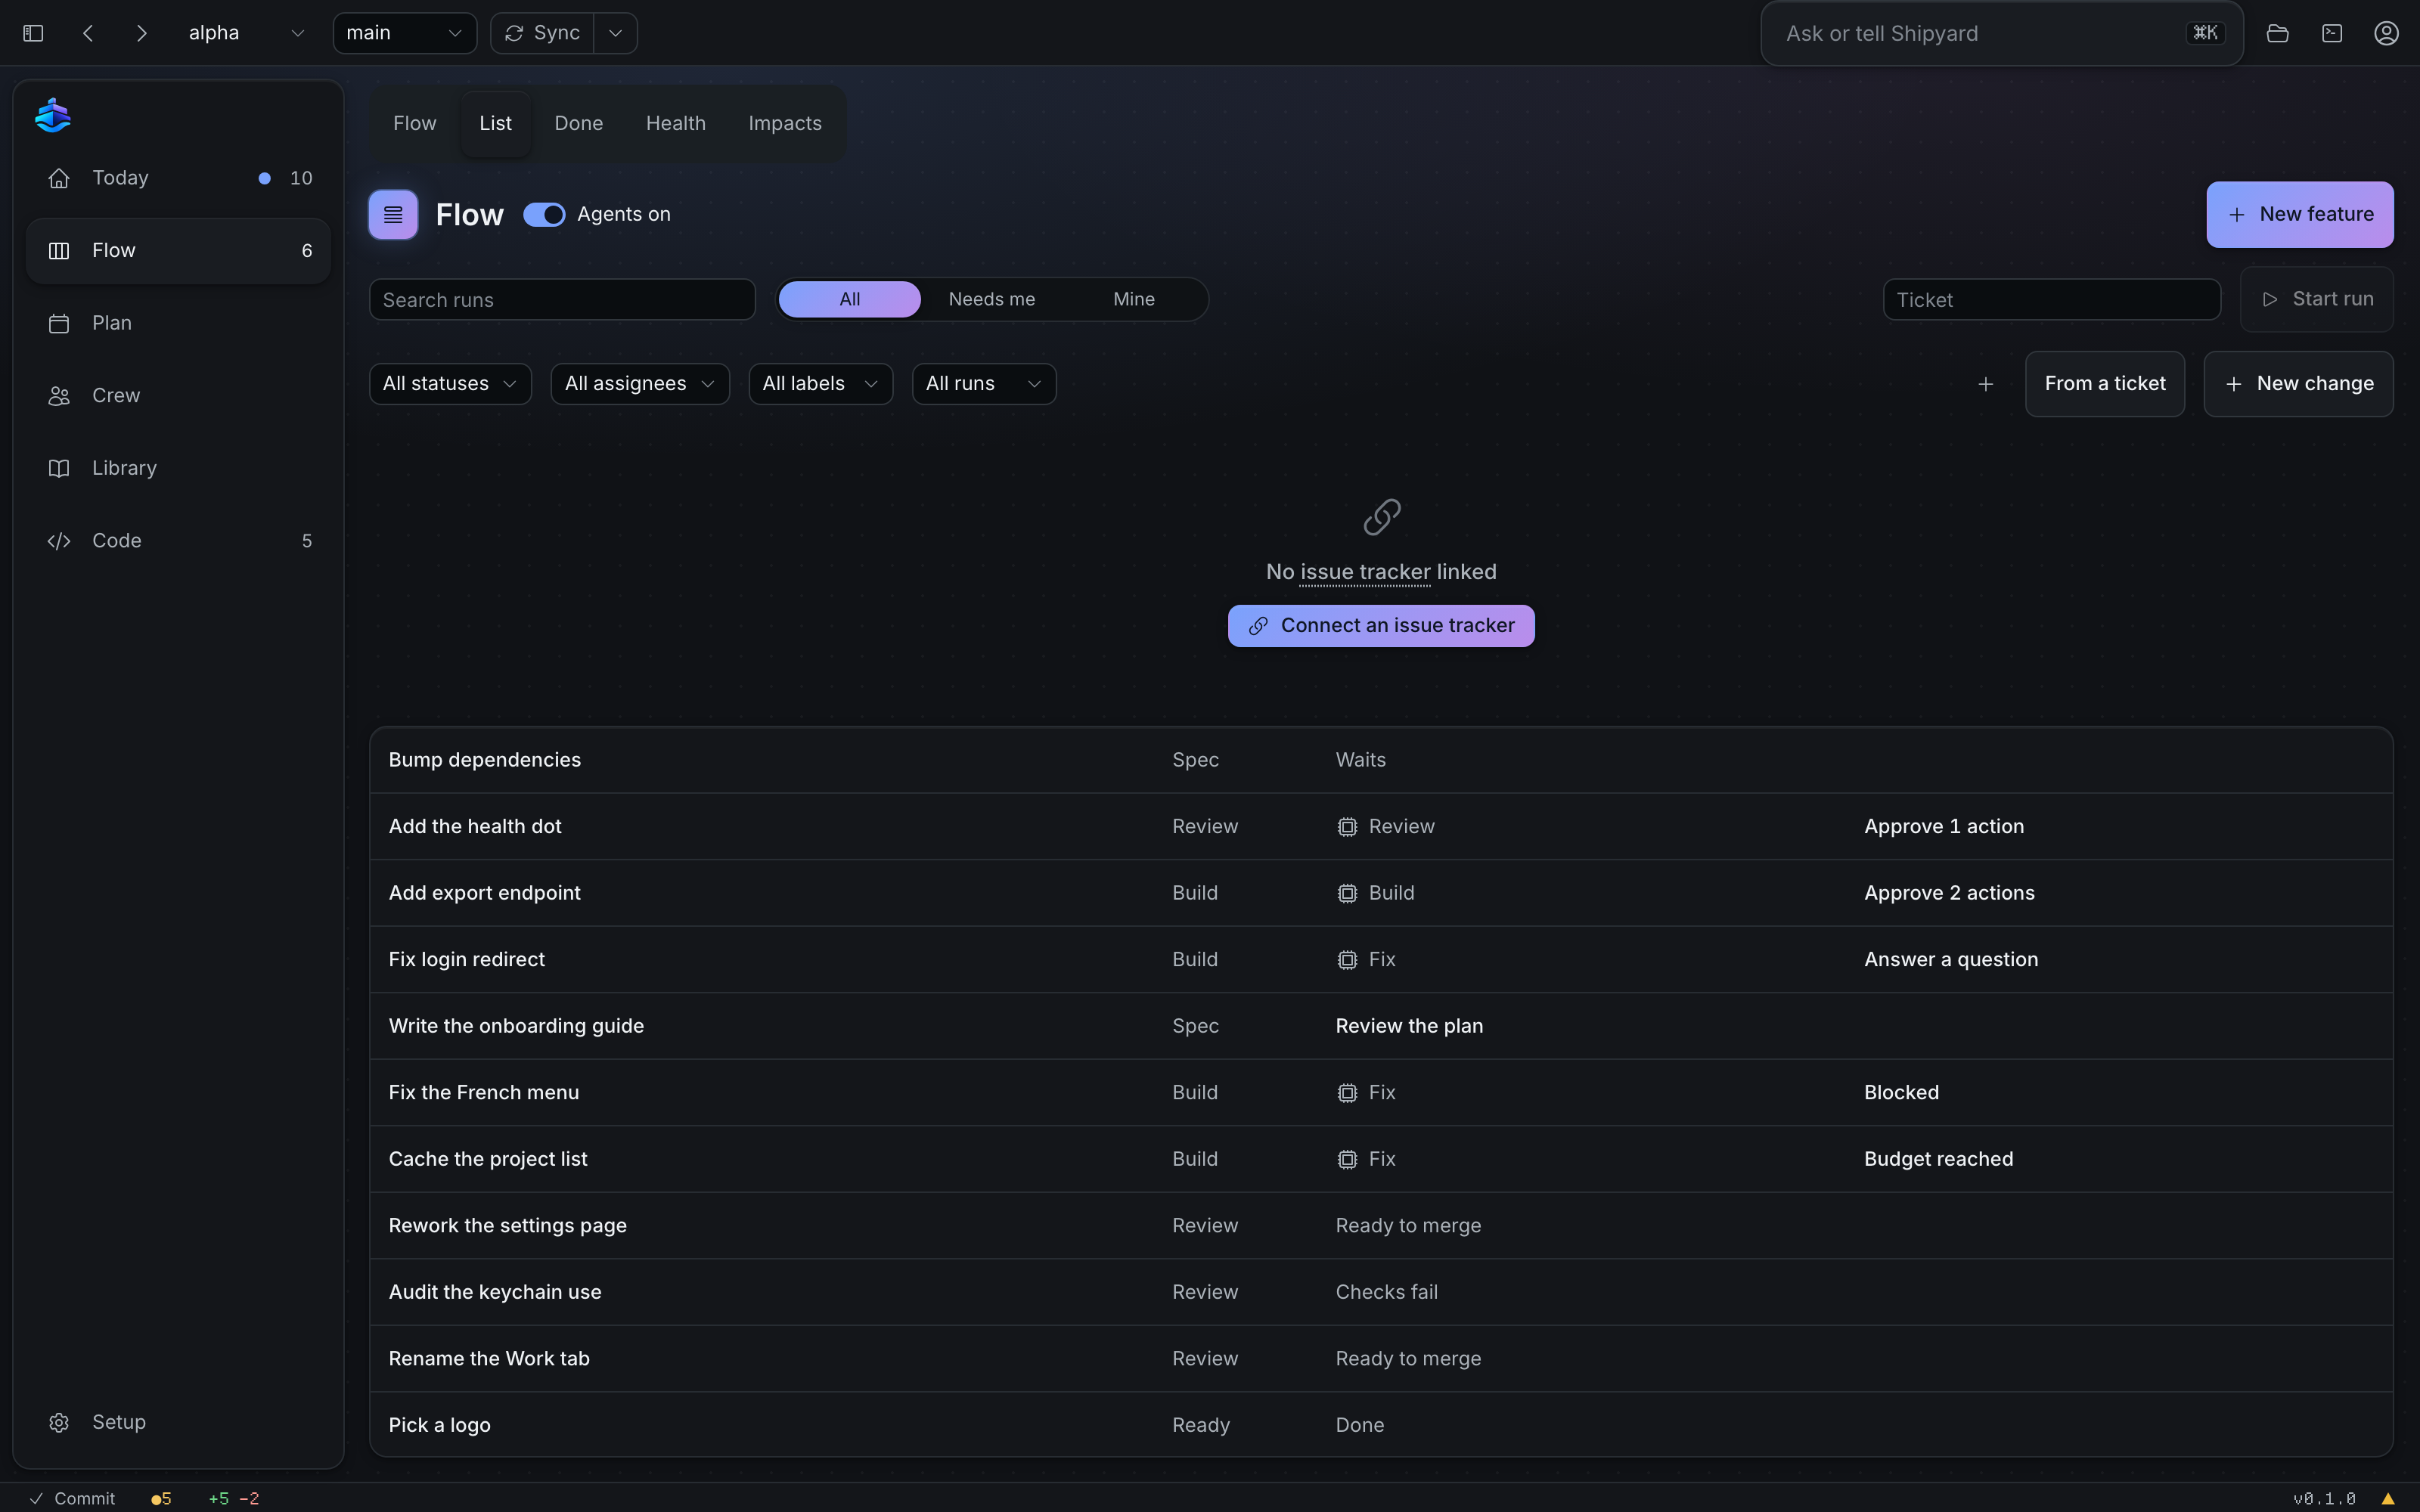 alpha
main
Sync
Ask or tell Shipyard
⌘K
Today 10
Flow 6
Plan
Crew
Library
Code 5
Setup
Flow List Done Health Impacts
Flow Agents on
New feature
Search runs
All Needs me Mine
Ticket
Start run
All statuses All assignees All labels All runs
From a ticket
New change
No issue tracker linked
Connect an issue tracker
Bump dependencies Spec Waits
Add the health dot Review Review Approve 1 action
Add export endpoint Build Build Approve 2 actions
Fix login redirect Build Fix Answer a question
Write the onboarding guide Spec Review the plan
Fix the French menu Build Fix Blocked
Cache the project list Build Fix Budget reached
Rework the settings page Review Ready to merge
Audit the keychain use Review Checks fail
Rename the Work tab Review Ready to merge
Pick a logo Ready Done
Commit 5 +5 −2
v0.1.0